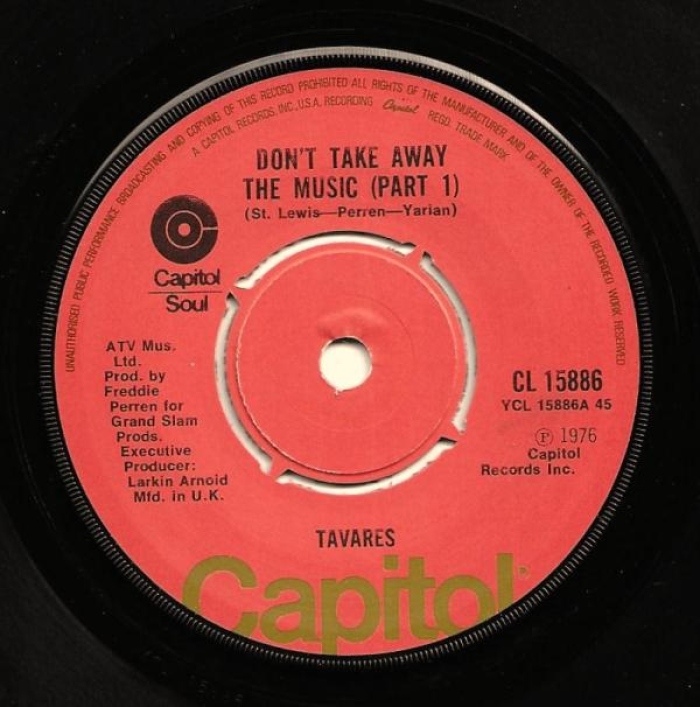 UNAUTHORISED PUBLIC PERFORMANCE BROADCASTING AND COPYING OF THIS RECORD PROHIBITED ALL RIGHTS OF THE MANUFACTURER AND OF THE OWNER OF THE RECORDED WORK RESERVED
A CAPITOL RECORDS, INC., U.S.A. RECORDING Capitol REGD. TRADE MARK
DON'T TAKE AWAY
THE MUSIC (PART 1)
(St. Lewis—Perren—Yarian)
Capitol
Soul
ATV Mus.
Ltd.
Prod. by
Freddie
Perren for
Grand Slam
Prods.
Executive
Producer:
Larkin Arnold
Mfd. in U.K.
CL 15886
YCL 15886A 45
Ⓟ 1976
Capitol
Records Inc.
TAVARES
Capitol